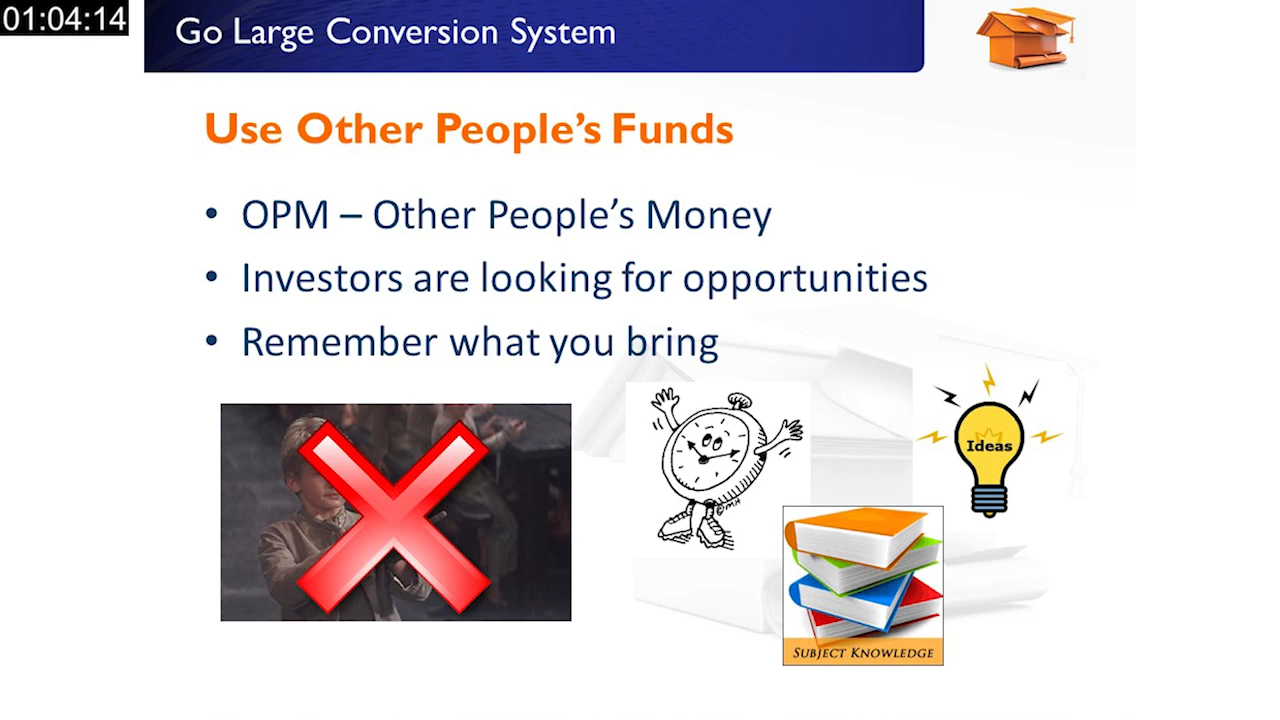 01:04:14
Go Large Conversion System
Use Other People's Funds
• OPM – Other People's Money
• Investors are looking for opportunities
• Remember what you bring
Ideas
©MH
SUBJECT KNOWLEDGE